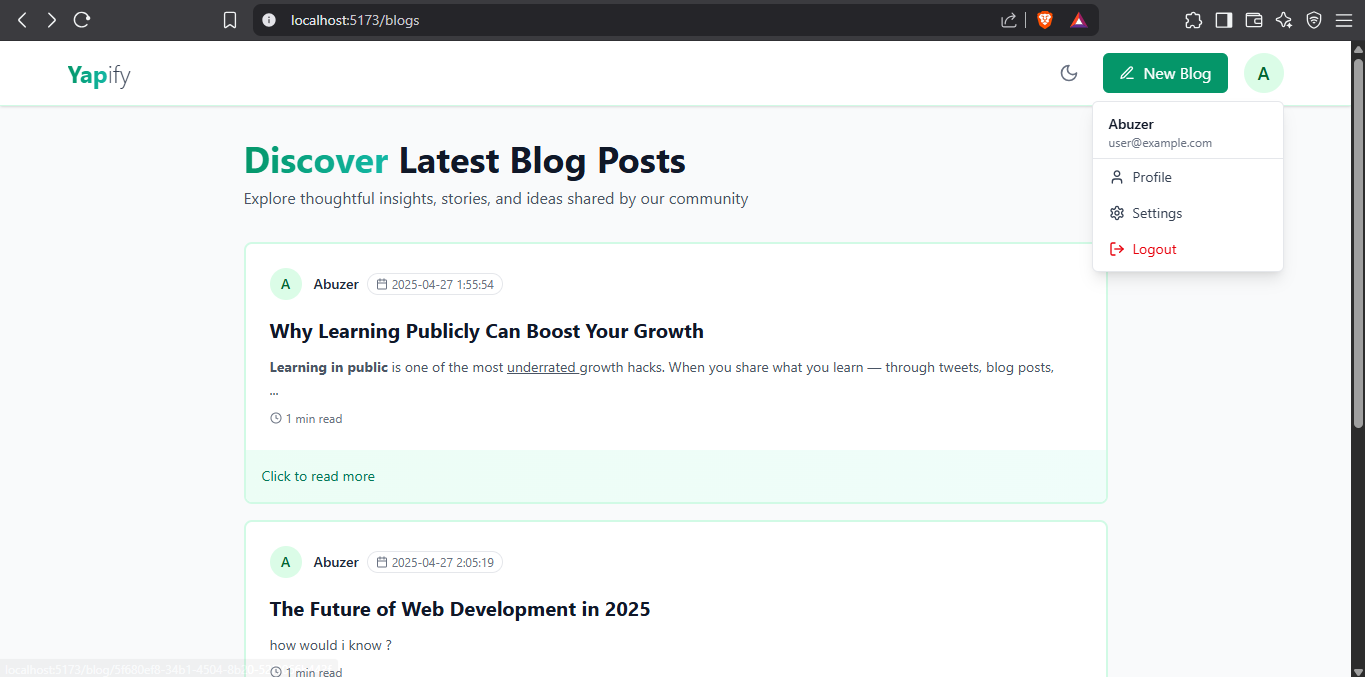 localhost:5173/blogs
Yapify
New Blog
A
Abuzer
user@example.com
Profile
Settings
Logout
Discover Latest Blog Posts
Explore thoughtful insights, stories, and ideas shared by our community
A Abuzer 2025-04-27 1:55:54
Why Learning Publicly Can Boost Your Growth
Learning in public is one of the most underrated growth hacks. When you share what you learn — through tweets, blog posts,
...
1 min read
Click to read more
A Abuzer 2025-04-27 2:05:19
The Future of Web Development in 2025
how would i know ?
1 min read